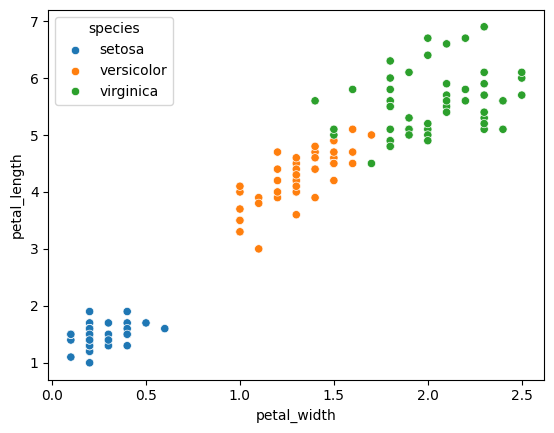 species
setosa
versicolor
virginica
7
6
5
4
3
2
1
petal_length
0.0 0.5 1.0 1.5 2.0 2.5
petal_width